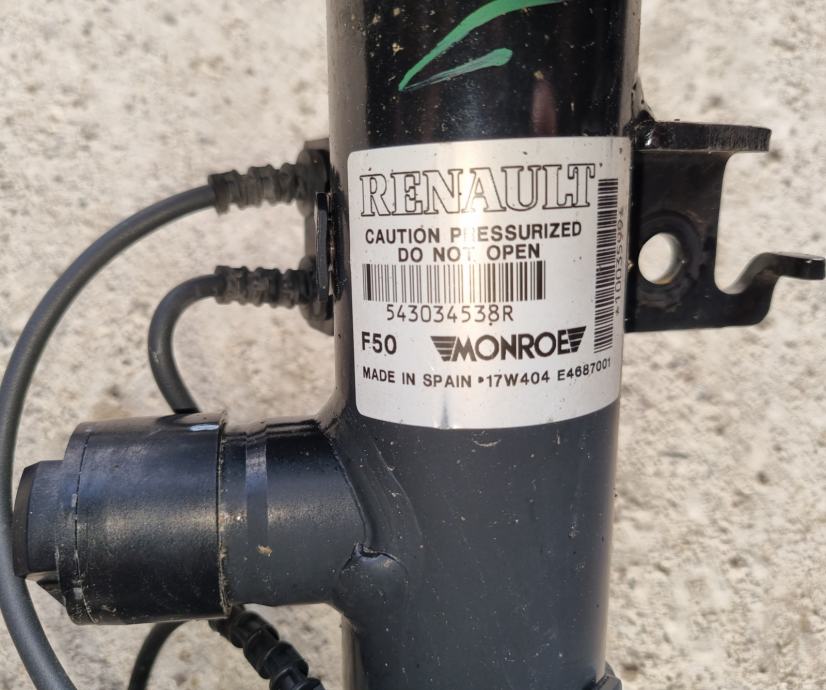 RENAULT
CAUTION PRESSURIZED
DO NOT OPEN
543034538R
F50 MONROE
MADE IN SPAIN •17W404 E4687001